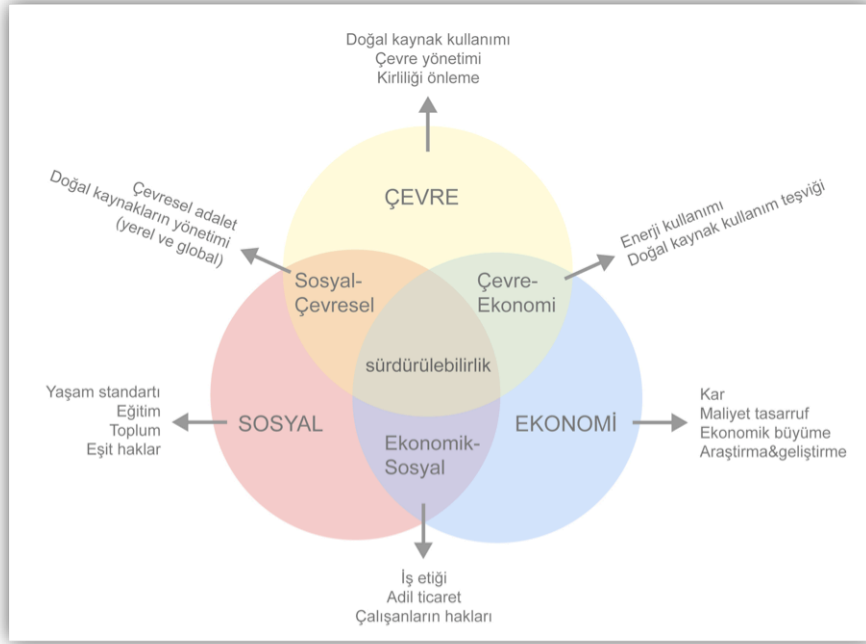 Doğal kaynak kullanımı
Çevre yönetimi
Kirliliği önleme
ÇEVRE
Çevresel adalet
Doğal kaynakların yönetimi
(yerel ve global)
Enerji kullanımı
Doğal kaynak kullanım teşviği
Sosyal-
Çevresel
Çevre-
Ekonomi
sürdürülebilirlik
Yaşam standartı
Eğitim
Toplum
Eşit haklar
SOSYAL
Ekonomik-
Sosyal
EKONOMİ
Kar
Maliyet tasarruf
Ekonomik büyüme
Araştirma&geliştirme
İş etiği
Adil ticaret
Çalışanların hakları